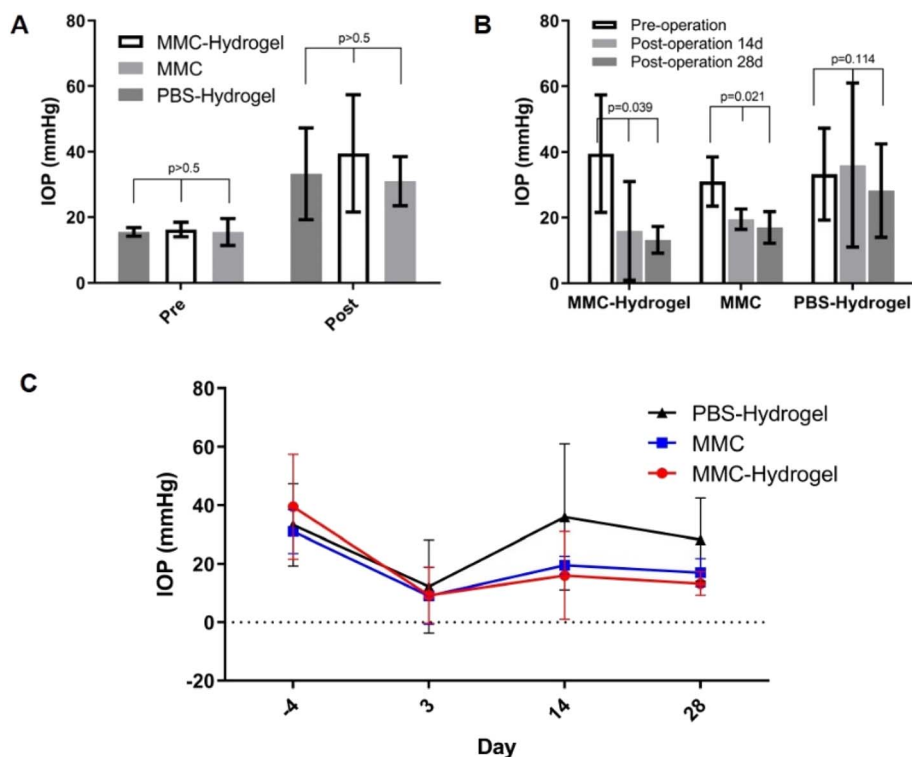 A
IOP (mmHg)
80
60
40
20
0
MMC-Hydrogel
MMC
PBS-Hydrogel
p>0.5
p>0.5
Pre
Post
B
IOP (mmHg)
80
60
40
20
0
Pre-operation
Post-operation 14d
Post-operation 28d
p=0.039
p=0.021
p=0.114
MMC-Hydrogel
MMC
PBS-Hydrogel
C
IOP (mmHg)
80
60
40
20
0
-20
PBS-Hydrogel
MMC
MMC-Hydrogel
-4
3
14
28
Day